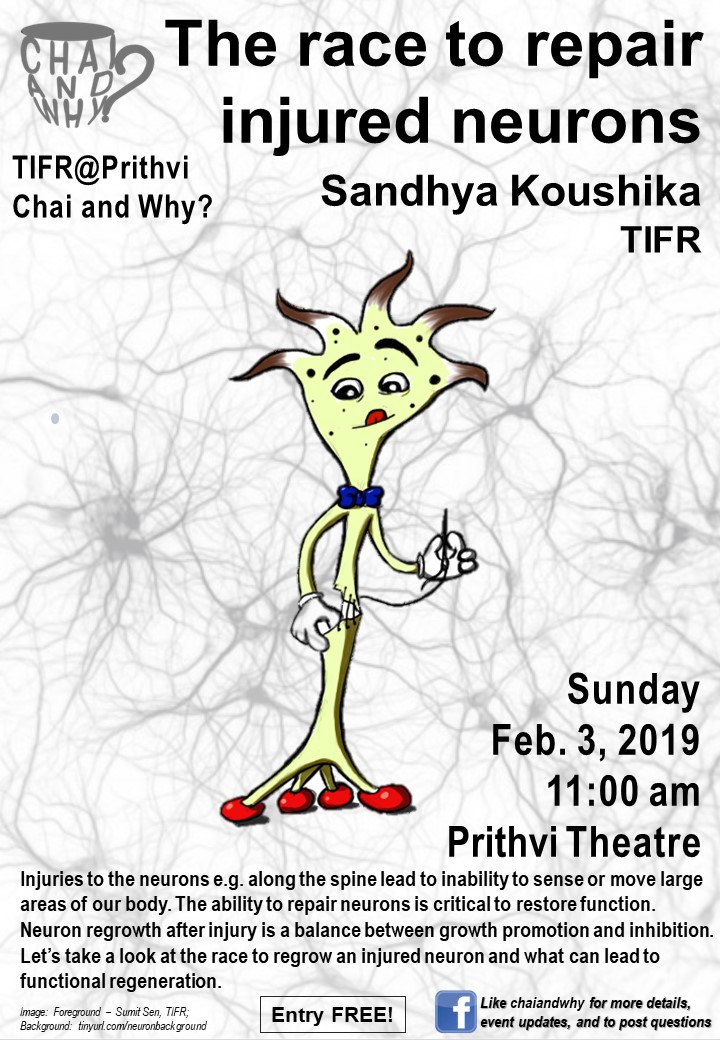 CHAI
AND
WHY?
The race to repair
injured neurons
TIFR@Prithvi
Chai and Why?
Sandhya Koushika
TIFR
Sunday
Feb. 3, 2019
11:00 am
Prithvi Theatre
Injuries to the neurons e.g. along the spine lead to inability to sense or move large
areas of our body. The ability to repair neurons is critical to restore function.
Neuron regrowth after injury is a balance between growth promotion and inhibition.
Let's take a look at the race to regrow an injured neuron and what can lead to
functional regeneration.
Image: Foreground – Sumit Sen, TIFR;
Background: tinyurl.com/neuronbackground
Entry FREE!
f
Like chaiandwhy for more details,
event updates, and to post questions